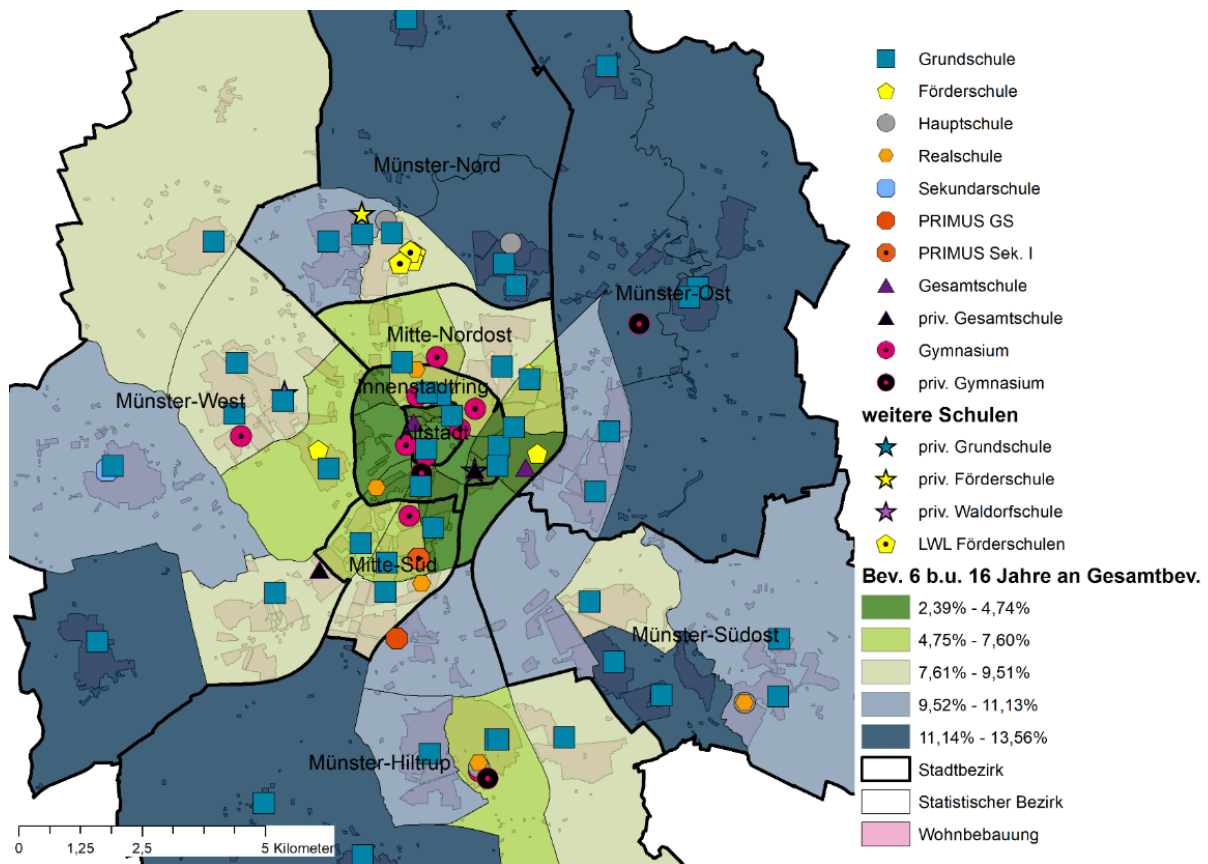 Grundschule
Förderschule
Hauptschule
Realschule
Sekundarschule
PRIMUS GS
PRIMUS Sek. I
Gesamtschule
priv. Gesamtschule
Gymnasium
priv. Gymnasium
weitere Schulen
priv. Grundschule
priv. Förderschule
priv. Waldorfschule
LWL Förderschulen
Bev. 6 b.u. 16 Jahre an Gesamtbev.
2,39% - 4,74%
4,75% - 7,60%
7,61% - 9,51%
9,52% - 11,13%
11,14% - 13,56%
Stadtbezirk
Statistischer Bezirk
Wohnbebauung
Münster-Nord
Münster-Ost
Mitte-Nordost
Innenstadtring
Münster-West
Altstadt
Mitte-Süd
Münster-Südost
Münster-Hiltrup
0 1,25 2,5 5 Kilometer